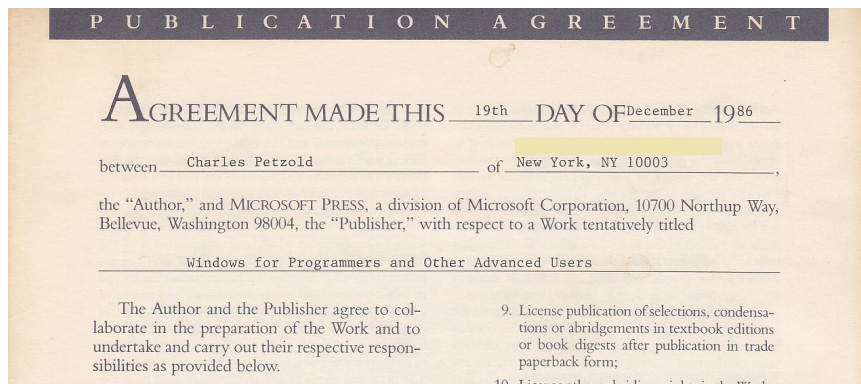 PUBLICATION AGREEMENT
AGREEMENT MADE THIS 19th DAY OF December 1986
between Charles Petzold of New York, NY 10003,
the “Author,” and MICROSOFT PRESS, a division of Microsoft Corporation, 10700 Northup Way,
Bellevue, Washington 98004, the “Publisher,” with respect to a Work tentatively titled
Windows for Programmers and Other Advanced Users
The Author and the Publisher agree to col-
laborate in the preparation of the Work and to
undertake and carry out their respective respon-
sibilities as provided below.
9. License publication of selections, condensa-
tions or abridgements in textbook editions
or book digests after publication in trade
paperback form;